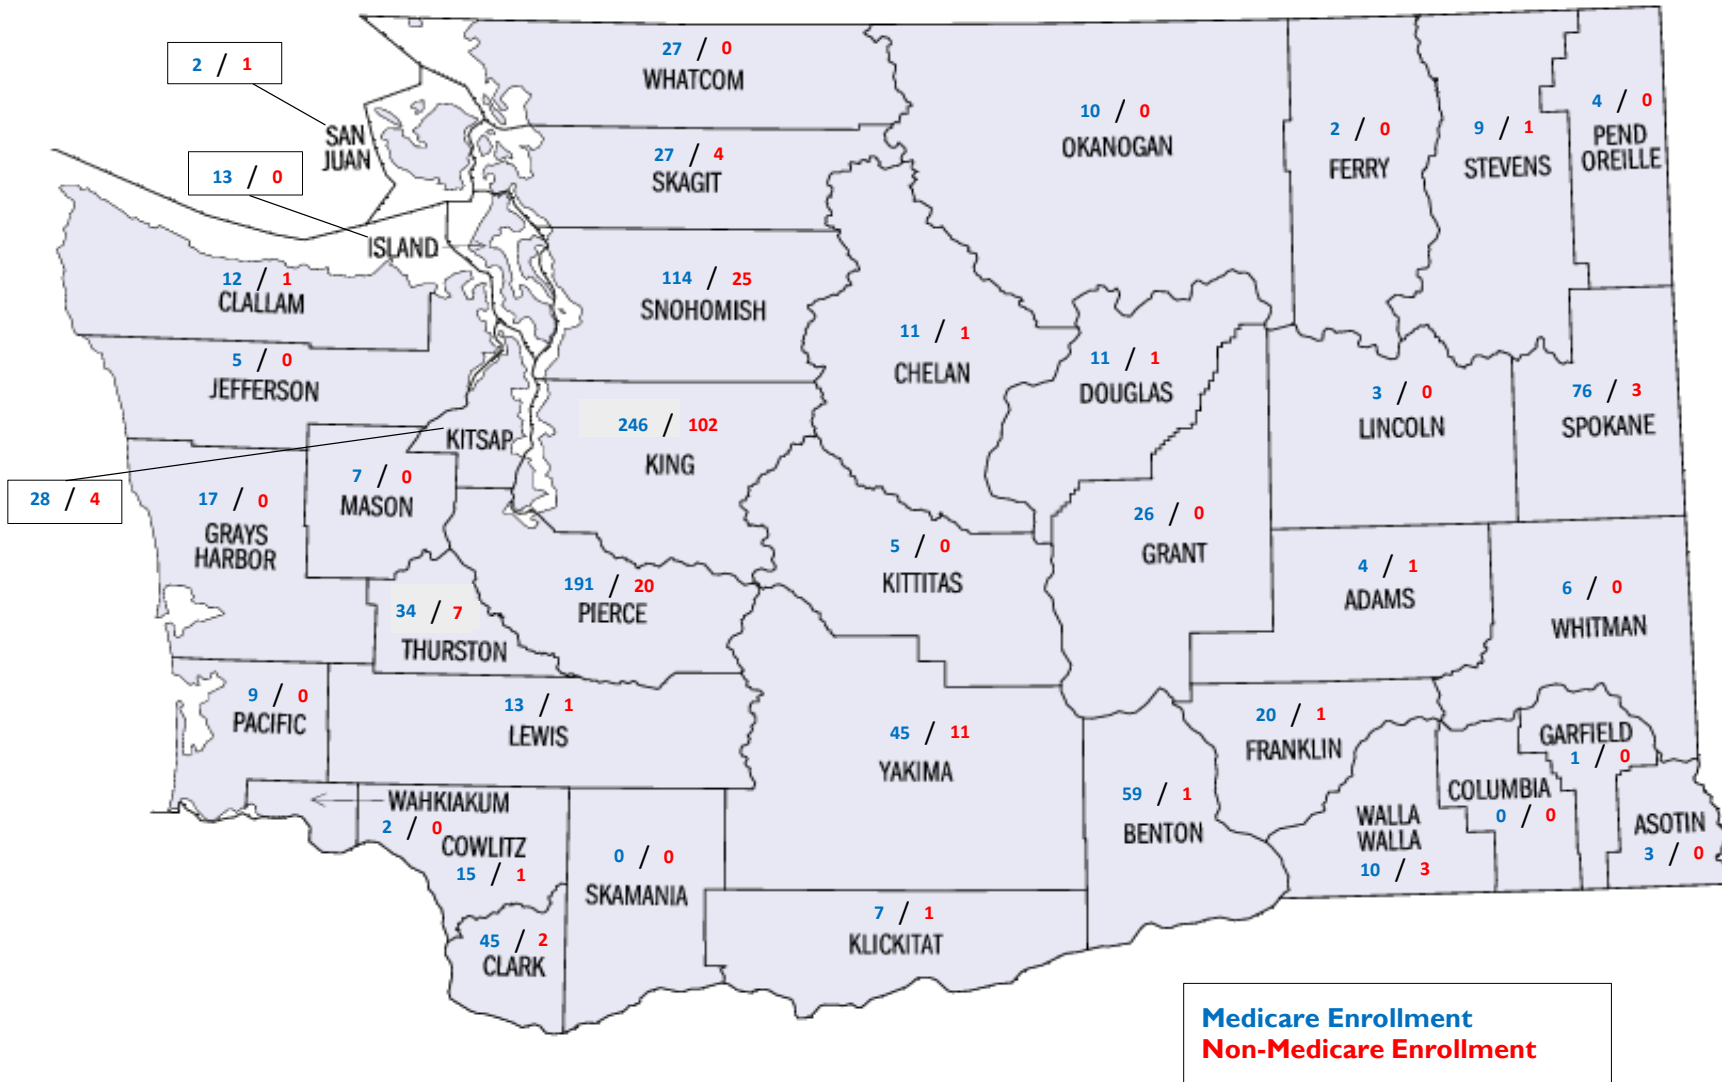 27 / 0
WHATCOM
2 / 1
SAN
JUAN
10 / 0
OKANOGAN
2 / 0
FERRY
9 / 1
STEVENS
4 / 0
PEND
OREILLE
27 / 4
SKAGIT
13 / 0
ISLAND
12 / 1
CLALLAM
114 / 25
SNOHOMISH
5 / 0
JEFFERSON
11 / 1
CHELAN
11 / 1
DOUGLAS
3 / 0
LINCOLN
76 / 3
SPOKANE
246 / 102
KING
KITSAP
28 / 4
7 / 0
MASON
17 / 0
GRAYS
HARBOR
26 / 0
GRANT
5 / 0
KITTITAS
4 / 1
ADAMS
6 / 0
WHITMAN
191 / 20
PIERCE
34 / 7
THURSTON
9 / 0
PACIFIC
13 / 1
LEWIS
45 / 11
YAKIMA
20 / 1
FRANKLIN
GARFIELD
1 / 0
COLUMBIA
0 / 0
59 / 1
BENTON
WALLA
WALLA
10 / 3
ASOTIN
3 / 0
WAHKIAKUM
2 / 0
COWLITZ
15 / 1
0 / 0
SKAMANIA
7 / 1
KLICKITAT
45 / 2
CLARK
Medicare Enrollment
Non-Medicare Enrollment